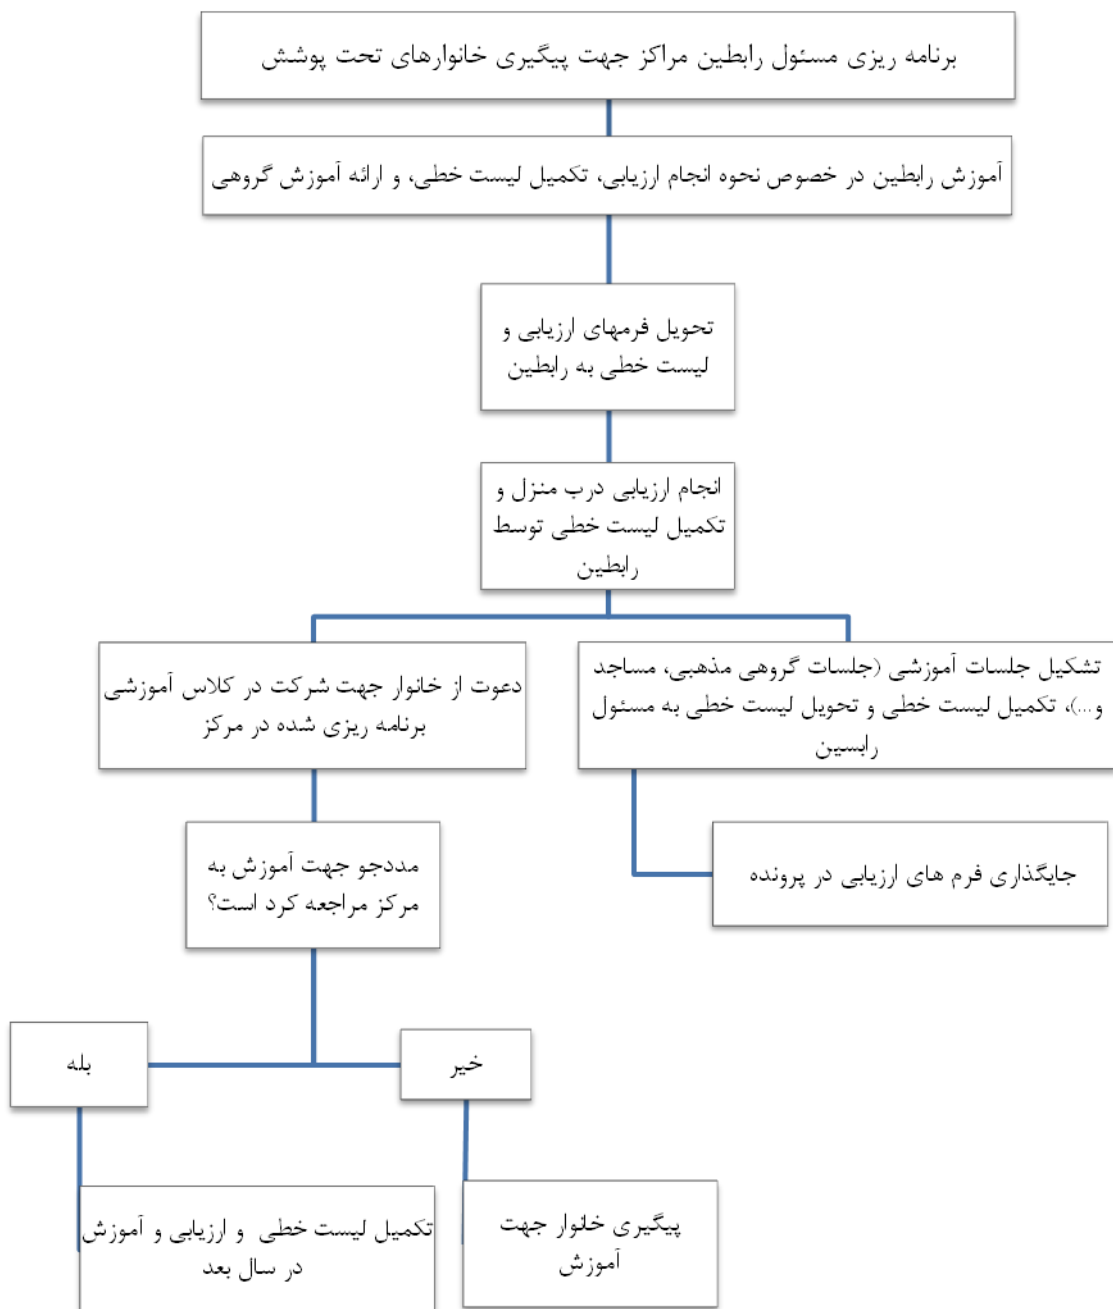 برنامه ریزی مسئول رابطین مراکز جهت پیگیری خانوارهای تحت پوشش
آموزش رابطین در خصوص نحوه انجام ارزیابی، تکمیل لیست خطی، و ارائه آموزش گروهی
تحویل فرمهای ارزیابی و
لیست خطی به رابطین
انجام ارزیابی درب منزل و
تکمیل لیست خطی توسط
رابطین
تشکیل جلسات آموزشی (جلسات گروهی مذهبی، مساجد
و...)، تکمیل لیست خطی و تحویل لیست خطی به مسئول
رابسین
جایگذاری فرم های ارزیابی در پرونده
دعوت از خانوار جهت شرکت در کلاس آموزشی
برنامه ریزی شده در مرکز
مددجو جهت آموزش به
مرکز مراجعه کرد است؟
خیر
بله
پیگیری خانوار جهت
آموزش
تکمیل لیست خطی و ارزیابی و آموزش
در سال بعد